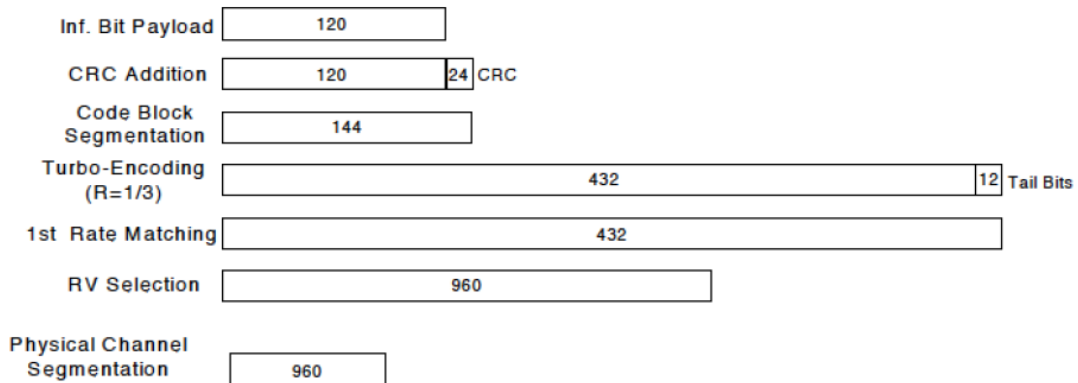 Inf. Bit Payload 120
CRC Addition 120 24 CRC
Code Block
Segmentation 144
Turbo-Encoding
(R=1/3) 432 12 Tail Bits
1st Rate Matching 432
RV Selection 960
Physical Channel
Segmentation 960